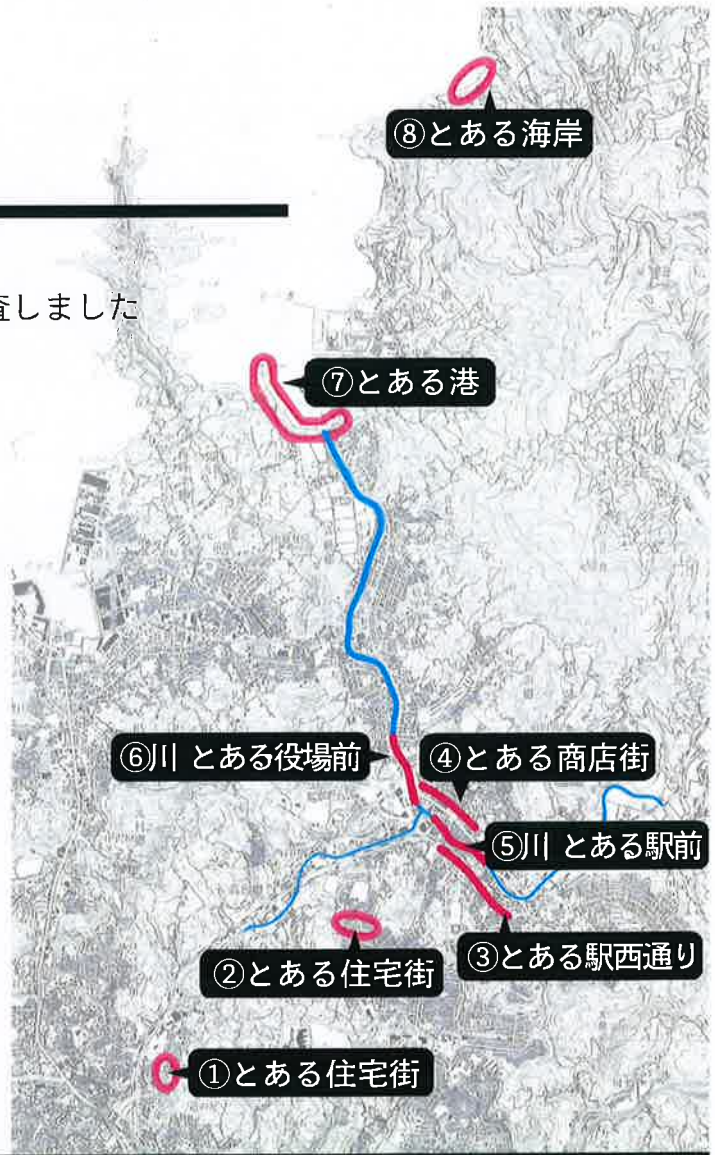 ⑧とある海岸
査しました
⑦とある港
⑥川 とある役場前
④とある商店街
⑤川 とある駅前
③とある駅西通り
②とある住宅街
①とある住宅街